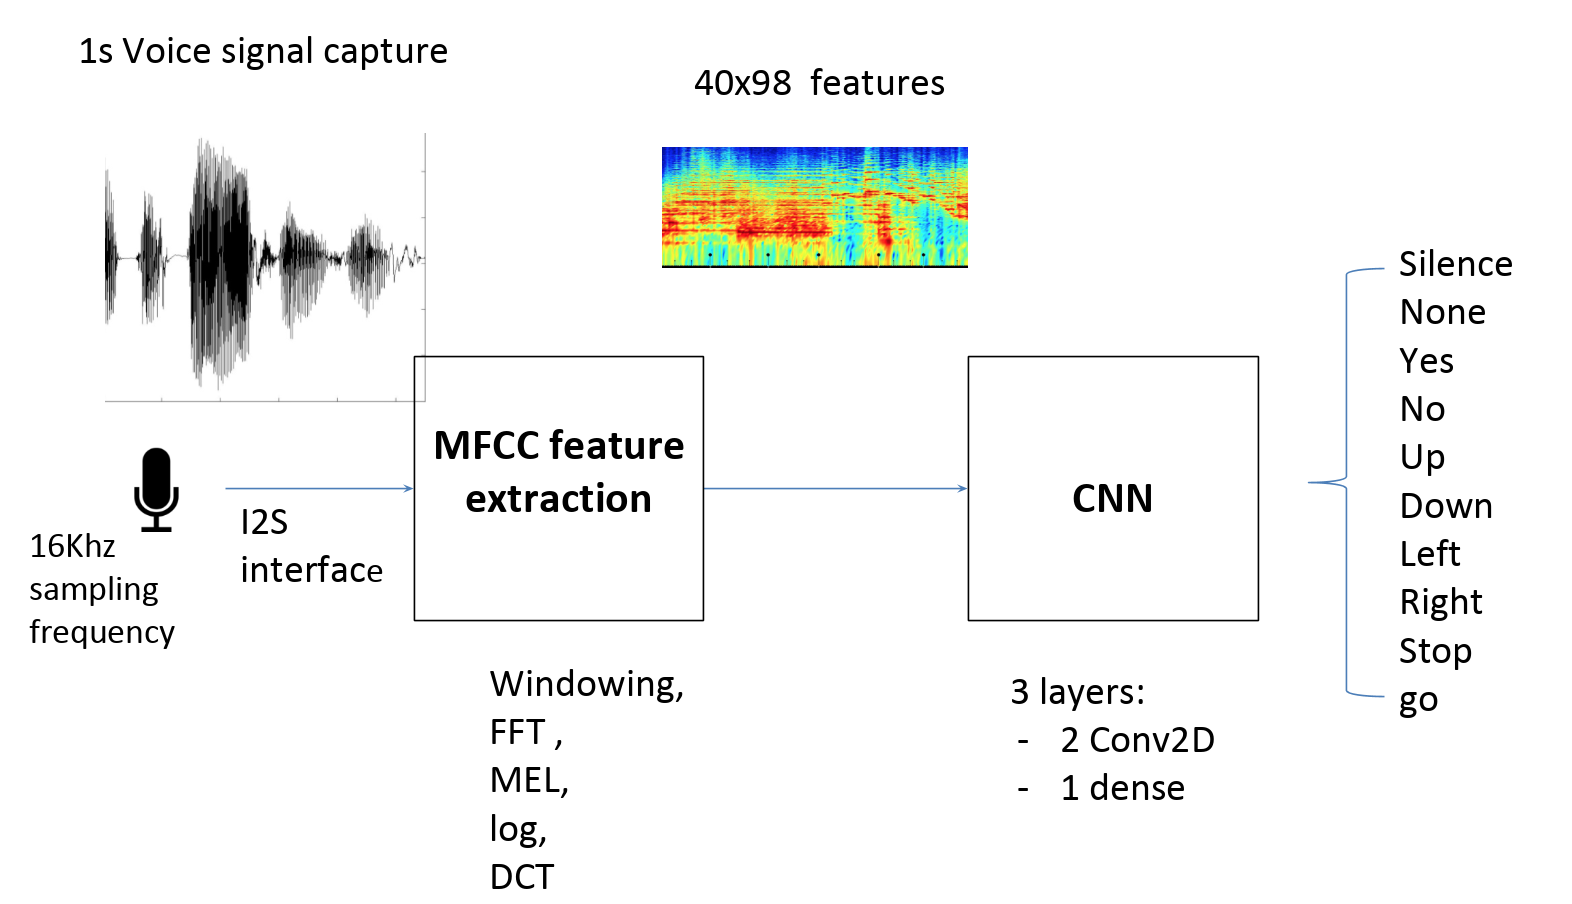 1s Voice signal capture
40x98 features
MFCC feature
extraction
CNN
I2S
interface
16Khz
sampling
frequency
Windowing,
FFT ,
MEL,
log,
DCT
3 layers:
- 2 Conv2D
- 1 dense
Silence
None
Yes
No
Up
Down
Left
Right
Stop
go